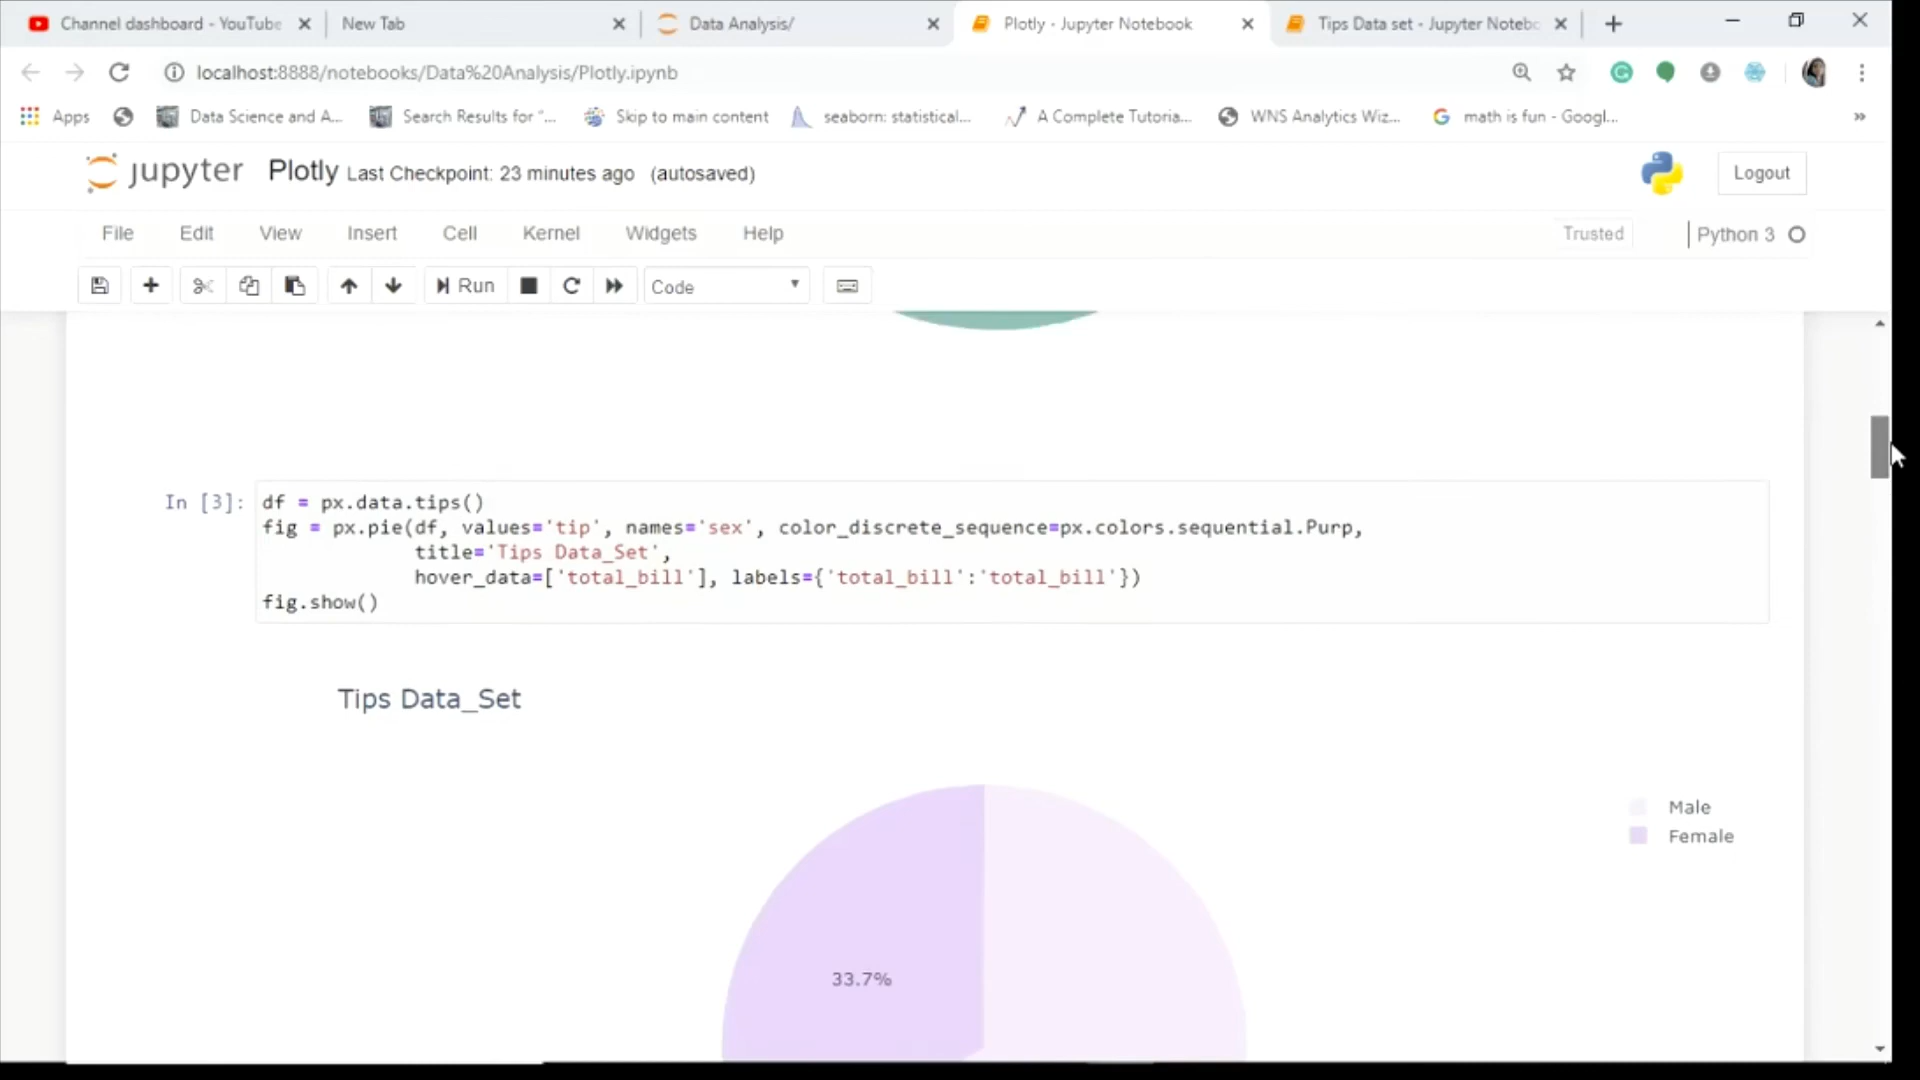 Channel dashboard - YouTube
New Tab
Data Analysis/
Plotly - Jupyter Notebook
Tips Data set - Jupyter Notebo
localhost:8888/notebooks/Data%20Analysis/Plotly.ipynb
Apps
Data Science and A...
Search Results for "...
Skip to main content
seaborn: statistical...
A Complete Tutoria...
WNS Analytics Wiz...
math is fun - Googl...
»
jupyter Plotly Last Checkpoint: 23 minutes ago (autosaved)
Logout
File Edit View Insert Cell Kernel Widgets Help
Trusted
Python 3
Run
Code
In [3]:
df = px.data.tips()
fig = px.pie(df, values='tip', names='sex', color_discrete_sequence=px.colors.sequential.Purp,
title='Tips Data_Set',
hover_data=['total_bill'], labels={'total_bill':'total_bill'})
fig.show()
Tips Data_Set
Male
Female
33.7%